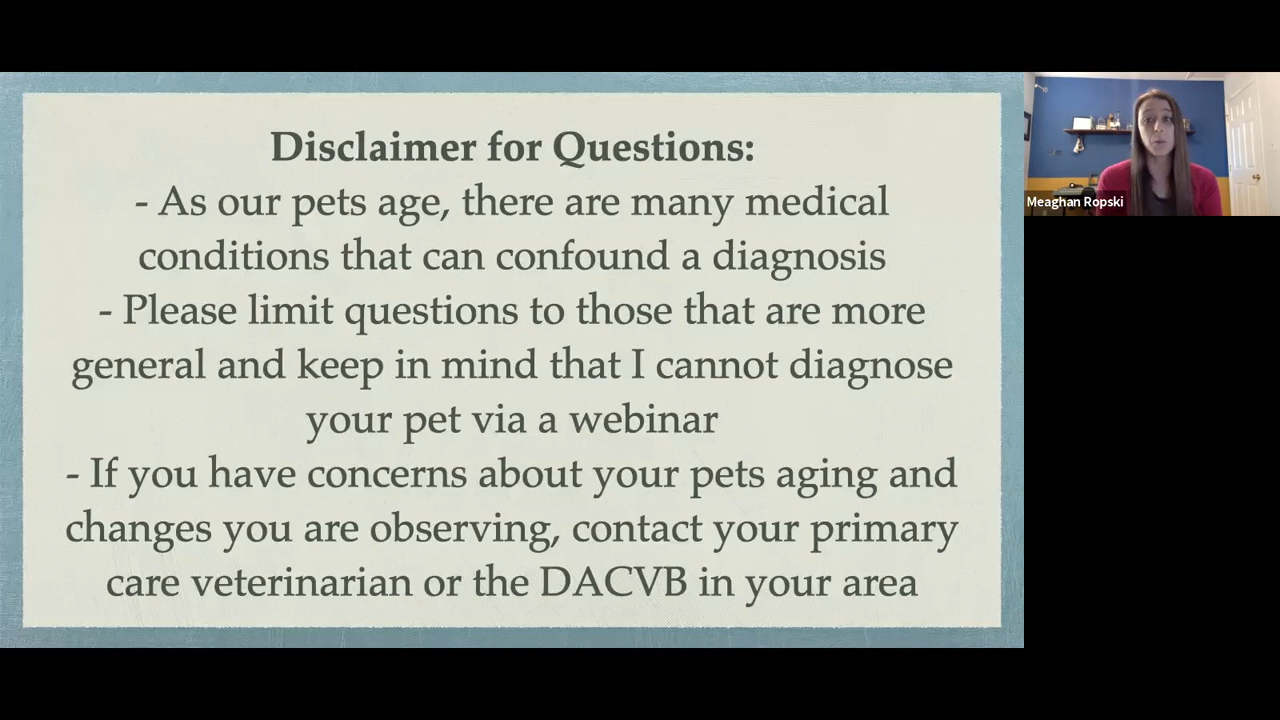 Disclaimer for Questions:
- As our pets age, there are many medical
conditions that can confound a diagnosis
- Please limit questions to those that are more
general and keep in mind that I cannot diagnose
your pet via a webinar
- If you have concerns about your pets aging and
changes you are observing, contact your primary
care veterinarian or the DACVB in your area
Meaghan Ropski